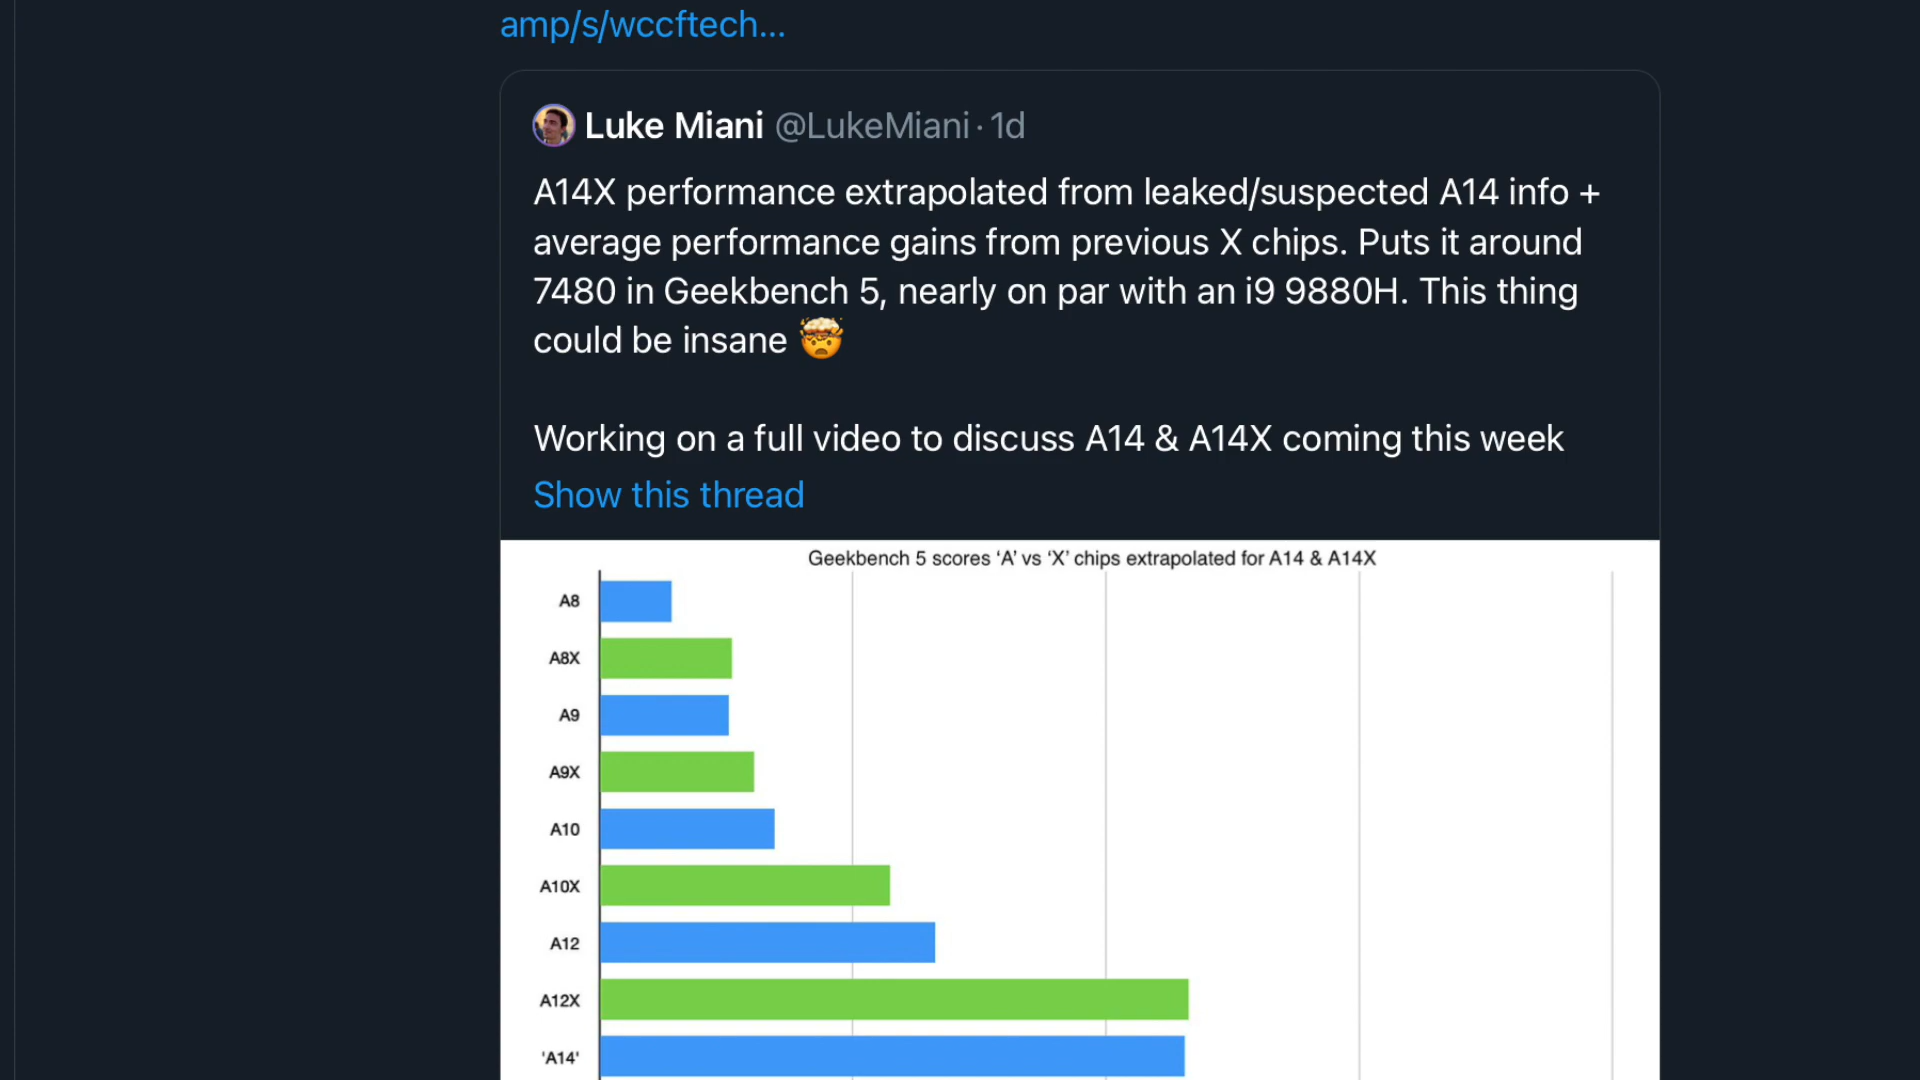 amp/s/wccftech...
Luke Miani @LukeMiani · 1d
A14X performance extrapolated from leaked/suspected A14 info +
average performance gains from previous X chips. Puts it around
7480 in Geekbench 5, nearly on par with an i9 9880H. This thing
could be insane 🤯
Working on a full video to discuss A14 & A14X coming this week
Show this thread
Geekbench 5 scores ‘A’ vs ‘X’ chips extrapolated for A14 & A14X
A8
A8X
A9
A9X
A10
A10X
A12
A12X
'A14'